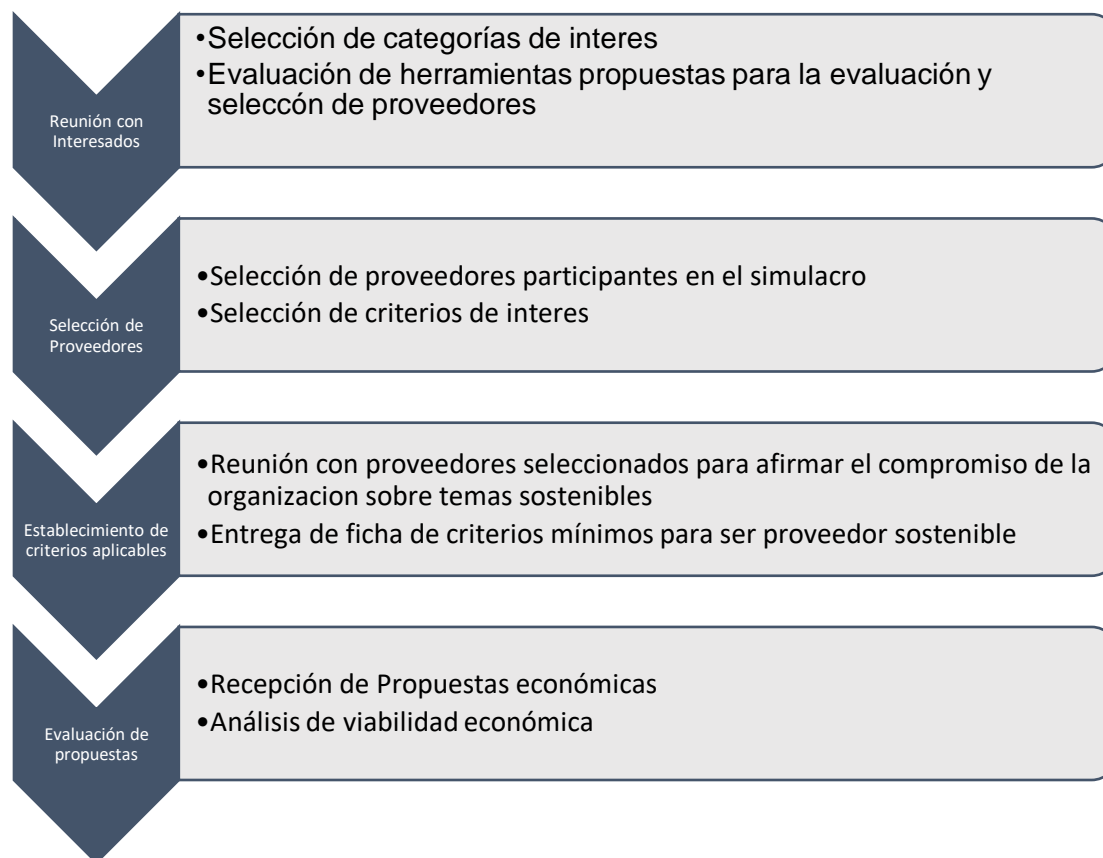 Reunión con
Interesados
•Selección de categorías de interes
•Evaluación de herramientas propuestas para la evaluación y
seleccón de proveedores
Selección de
Proveedores
•Selección de proveedores participantes en el simulacro
•Selección de criterios de interes
Establecimiento de
criterios aplicables
•Reunión con proveedores seleccionados para afirmar el compromiso de la
organizacion sobre temas sostenibles
•Entrega de ficha de criterios mínimos para ser proveedor sostenible
Evaluación de
propuestas
•Recepción de Propuestas económicas
•Análisis de viabilidad económica